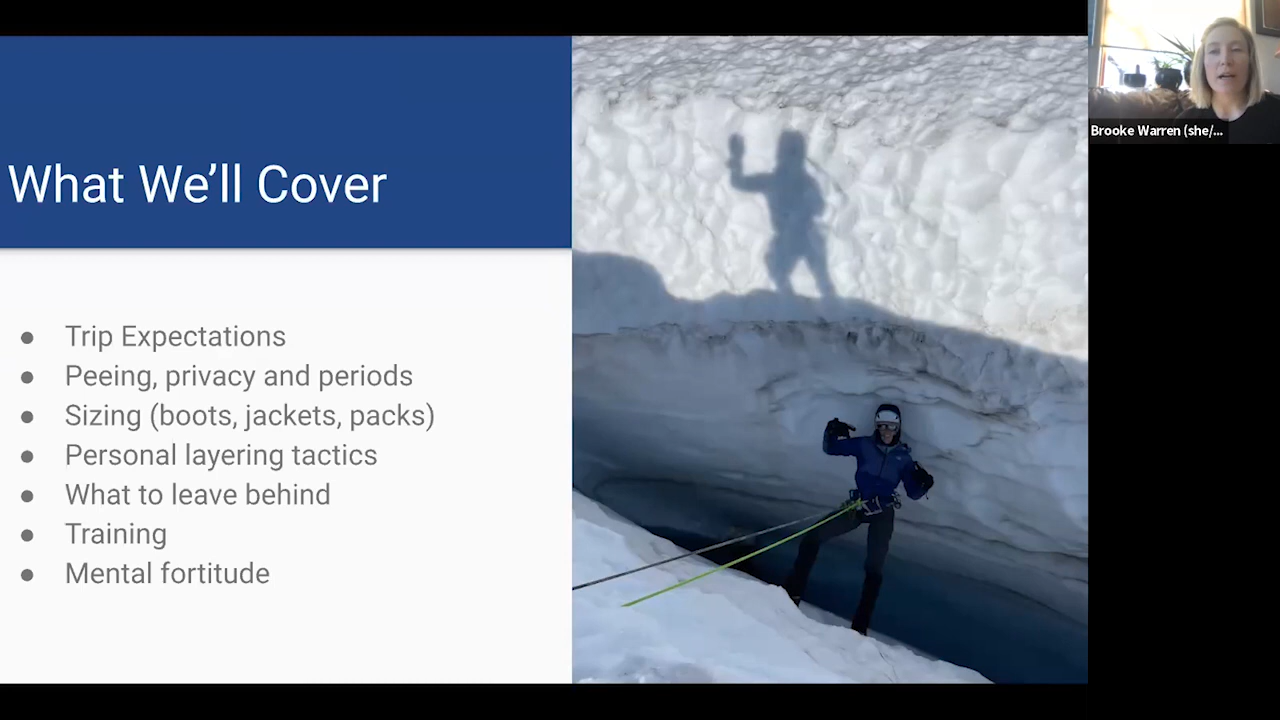 What We’ll Cover
● Trip Expectations
● Peeing, privacy and periods
● Sizing (boots, jackets, packs)
● Personal layering tactics
● What to leave behind
● Training
● Mental fortitude
Brooke Warren (she/...